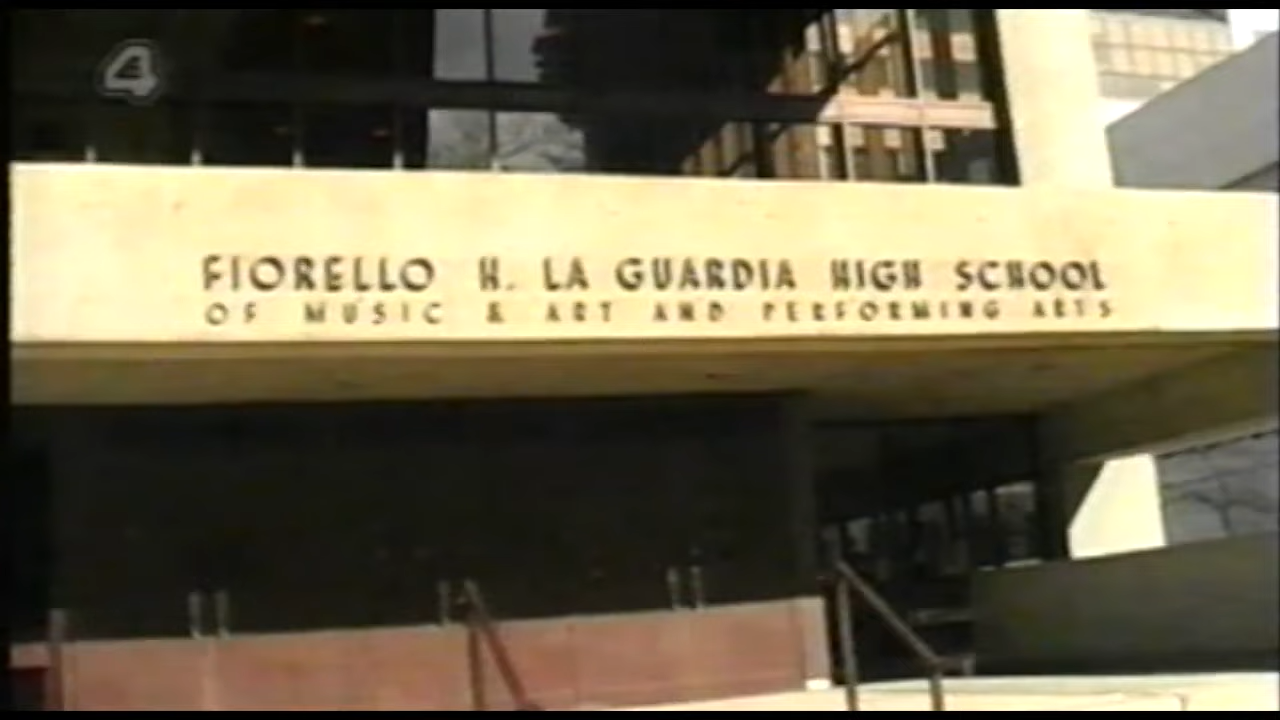 4
FIORELLO H. LA GUARDIA HIGH SCHOOL
OF MUSIC & ART AND PERFORMING ARTS